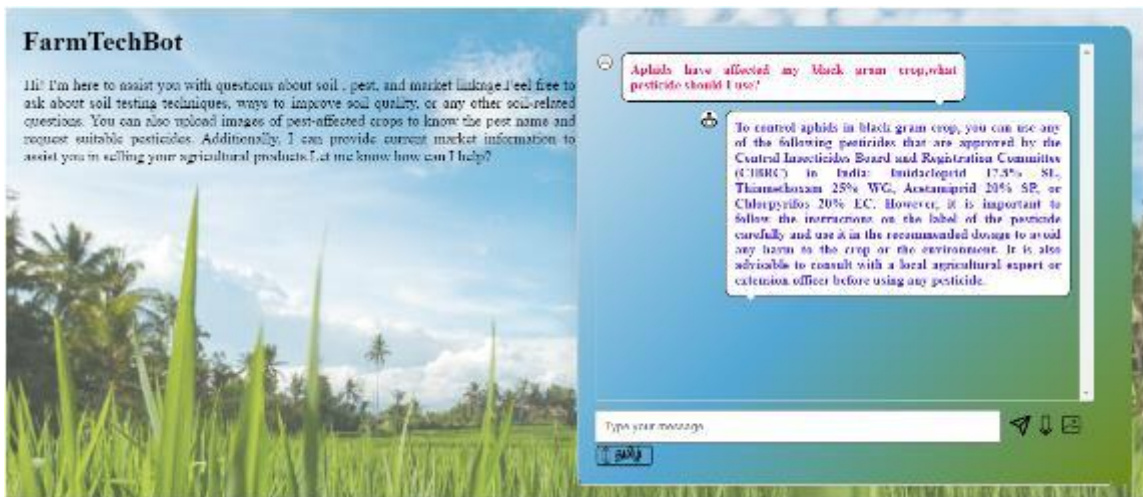 FarmTechBot
Hi! I'm here to assist you with questions about soil , pest, and market linkage.Feel free to
ask about soil testing techniques, ways to improve soil quality, or any other soil-related
questions. You can also upload images of pest-affected crops to know the pest name and
request suitable pesticides. Additionally, I can provide current market information to
assist you in selling your agricultural products.Let me know how can I help?
Aphids have affected my black gram crop,what
pesticide should I use?
To control aphids in black gram crop, you can use any
of the following pesticides that are approved by the
Central Insecticides Board and Registration Committee
(CIBRC) in India: Imidacloprid 17.8% SL,
Thiamethoxam 25% WG, Acetamiprid 20% SP, or
Chlorpyrifos 20% EC. However, it is important to
follow the instructions on the label of the pesticide
carefully and use it in the recommended dosage to avoid
any harm to the crop or the environment. It is also
advisable to consult with a local agricultural expert or
extension officer before using any pesticide.
Type your message
தமிழ்